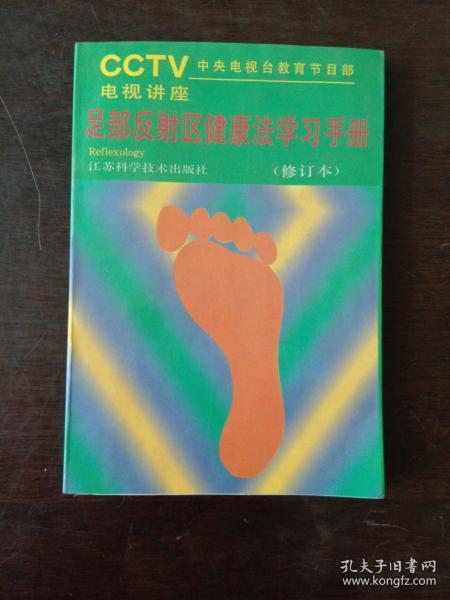 CCTV 中央电视台教育节目部
电视讲座
足部反射区健康法学习手册
Reflexology
江苏科学技术出版社 (修订本)
孔夫子旧书网
www.kongfz.com